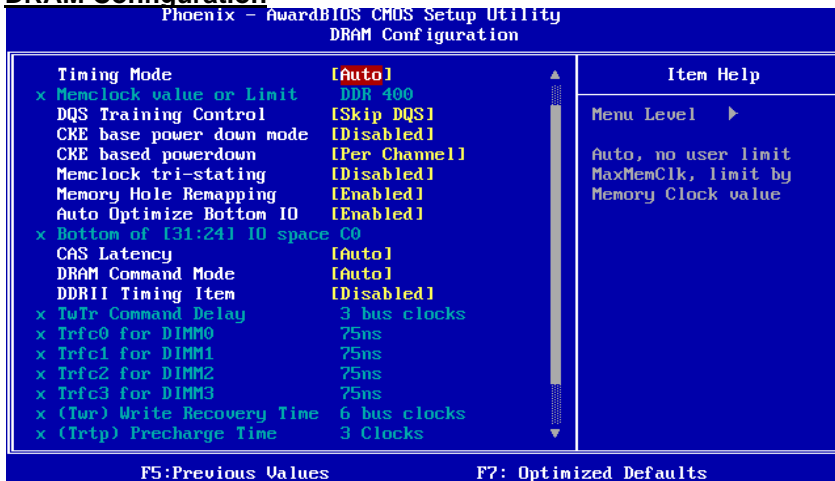 DRAM Configuration
Phoenix - AwardBIOS CMOS Setup Utility
DRAM Configuration
Timing Mode [Auto]
x Memclock value or Limit DDR 400
DQS Training Control [Skip DQS]
CKE base power down mode [Disabled]
CKE based powerdown [Per Channel]
Memclock tri-stating [Disabled]
Memory Hole Remapping [Enabled]
Auto Optimize Bottom IO [Enabled]
x Bottom of [31:24] IO space C0
CAS Latency [Auto]
DRAM Command Mode [Auto]
DDRII Timing Item [Disabled]
x TwTr Command Delay 3 bus clocks
x Trfc0 for DIMM0 75ns
x Trfc1 for DIMM1 75ns
x Trfc2 for DIMM2 75ns
x Trfc3 for DIMM3 75ns
x (Twr) Write Recovery Time 6 bus clocks
x (Trtp) Precharge Time 3 Clocks
Item Help
Menu Level
Auto, no user limit
MaxMemClk, limit by
Memory Clock value
F5:Previous Values F7: Optimized Defaults